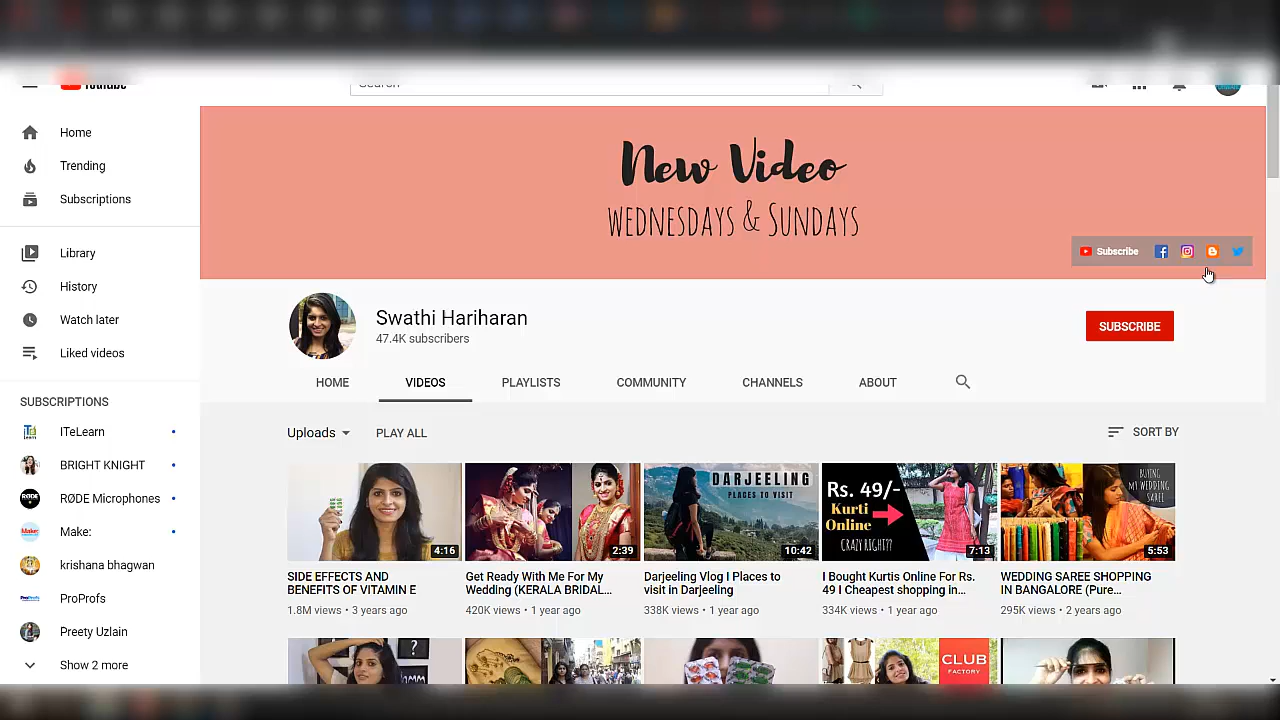 YouTube
Search
Home
Trending
Subscriptions
Library
History
Watch later
Liked videos
SUBSCRIPTIONS
ITeLearn
BRIGHT KNIGHT
RØDE Microphones
Make:
krishana bhagwan
ProProfs
Preety Uzlain
Show 2 more
New Video
WEDNESDAYS & SUNDAYS
Subscribe
Swathi Hariharan
47.4K subscribers
SUBSCRIBE
HOME VIDEOS PLAYLISTS COMMUNITY CHANNELS ABOUT
Uploads PLAY ALL SORT BY
4:16
2:39
DARJEELING
PLACES TO VISIT
10:42
Rs. 49/-
Kurti
Online
CRAZY RIGHT??
7:13
BUYING
MY WEDDING
SAREE
5:53
SIDE EFFECTS AND
BENEFITS OF VITAMIN E
1.8M views • 3 years ago
Get Ready With Me For My
Wedding (KERALA BRIDAL...
420K views • 1 year ago
Darjeeling Vlog I Places to
visit in Darjeeling
338K views • 1 year ago
I Bought Kurtis Online For Rs.
49 I Cheapest shopping in...
334K views • 1 year ago
WEDDING SAREE SHOPPING
IN BANGALORE (Pure...
295K views • 2 years ago
?
CLUB
FACTORY